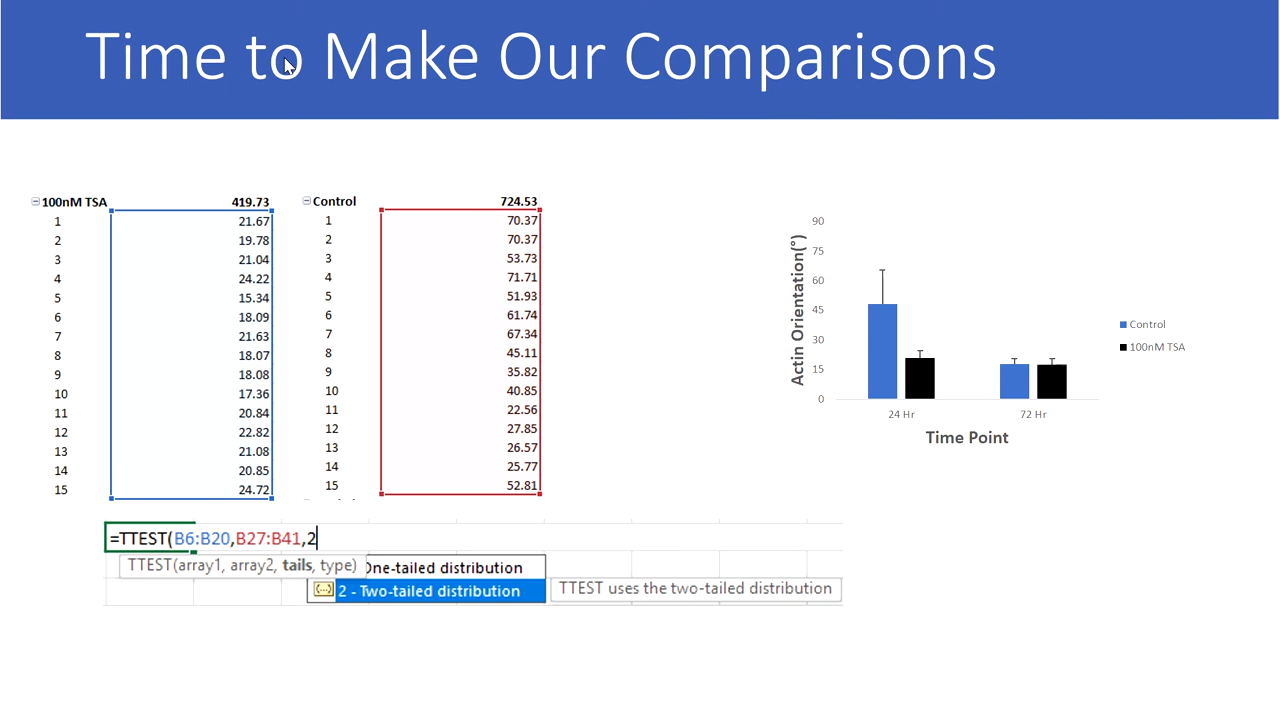 Time to Make Our Comparisons
100nM TSA 419.73
1 21.67
2 19.78
3 21.04
4 24.22
5 15.34
6 18.09
7 21.63
8 18.07
9 18.08
10 17.36
11 20.84
12 22.82
13 21.08
14 20.85
15 24.72
Control 724.53
1 70.37
2 70.37
3 53.73
4 71.71
5 51.93
6 61.74
7 67.34
8 45.11
9 35.82
10 40.85
11 22.56
12 27.85
13 26.57
14 25.77
15 52.81
Actin Orientation(°)
90
75
60
45
30
15
0
24 Hr 72 Hr
Time Point
Control
100nM TSA
=TTEST(B6:B20,B27:B41,2
TTEST(array1, array2, tails, type)
One-tailed distribution
2 - Two-tailed distribution
TTEST uses the two-tailed distribution